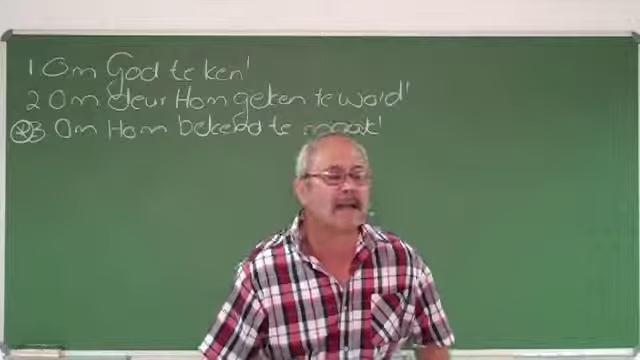 1 Om God te ken!
2 Om deur Hom geken te word!
3 Om Hom bekend te maak!